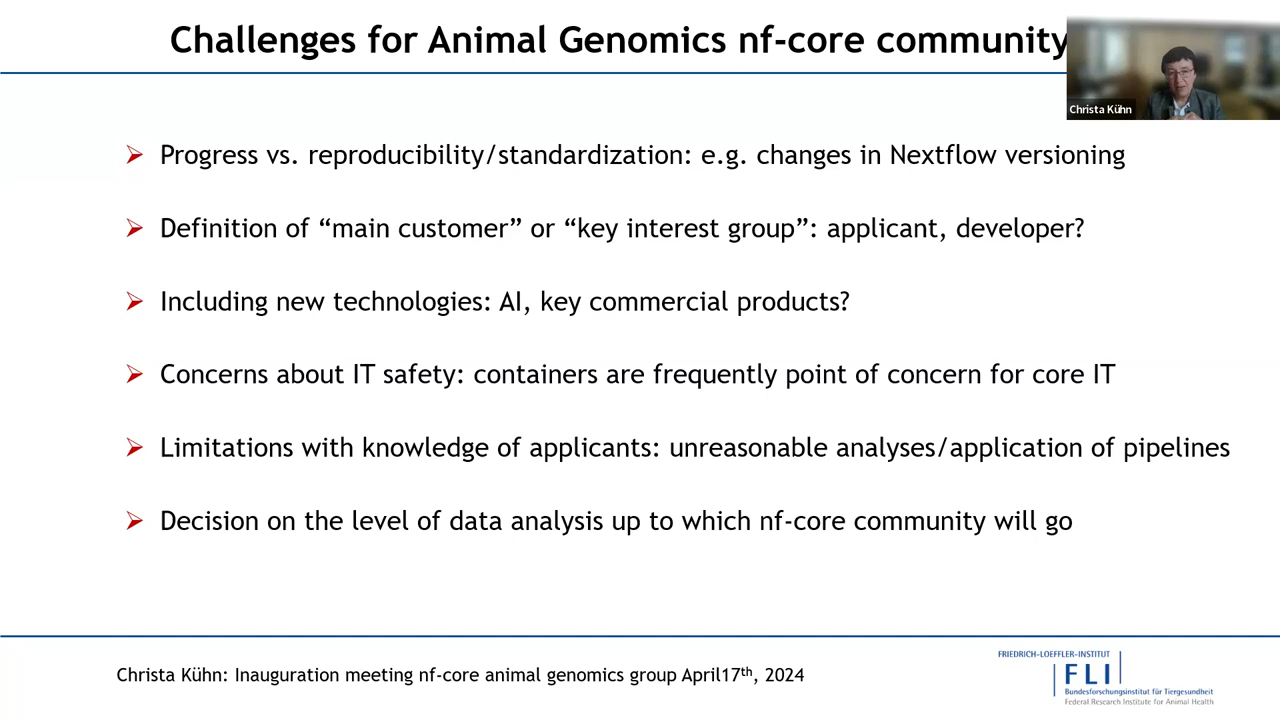 Challenges for Animal Genomics nf-core community
Christa Kühn
Progress vs. reproducibility/standardization: e.g. changes in Nextflow versioning
Definition of “main customer” or “key interest group”: applicant, developer?
Including new technologies: AI, key commercial products?
Concerns about IT safety: containers are frequently point of concern for core IT
Limitations with knowledge of applicants: unreasonable analyses/application of pipelines
Decision on the level of data analysis up to which nf-core community will go
Christa Kühn: Inauguration meeting nf-core animal genomics group April17th, 2024
FRIEDRICH-LOEFFLER-INSTITUT
FLI
Bundesforschungsinstitut für Tiergesundheit
Federal Research Institute for Animal Health